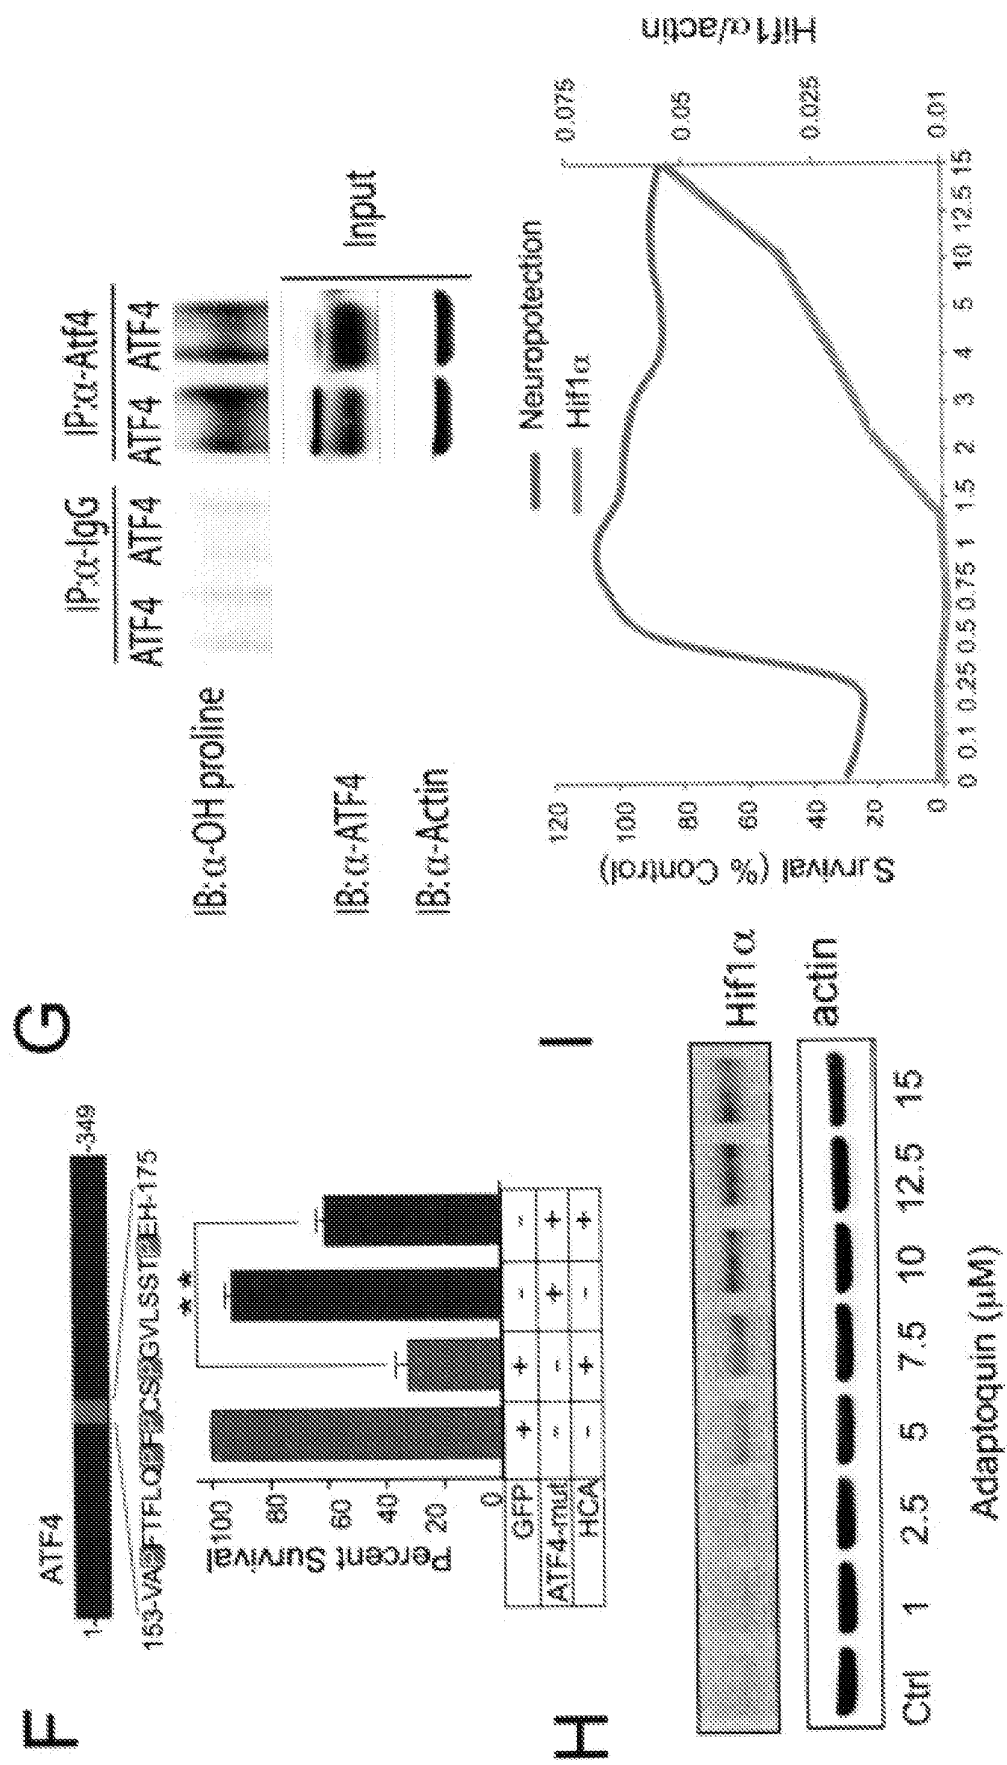 F
ATF4
1-
-349
153-VA FTFLQ F CS GVLSST EH-175
Percent Survival
100
80
60
40
20
0
**
GFP + + - -
ATF4-mut - - + +
HCA - + - +
G
IP:α-IgG IP:α-Atf4
ATF4 ATF4 ATF4 ATF4
IB: α-OH proline
IB: α-ATF4
IB: α-Actin
Input
H
Hif1α
actin
Ctrl 1 2.5 5 7.5 10 12.5 15
Adaptoquin (µM)
I
Neuropotection
Hif1α
Survival (% Control)
120
100
80
60
40
20
0
0 0.1 0.25 0.5 0.75 1 1.5 2 3 4 5 10 12.5 15
0.075
0.05
0.025
0.01
Hif1α/actin